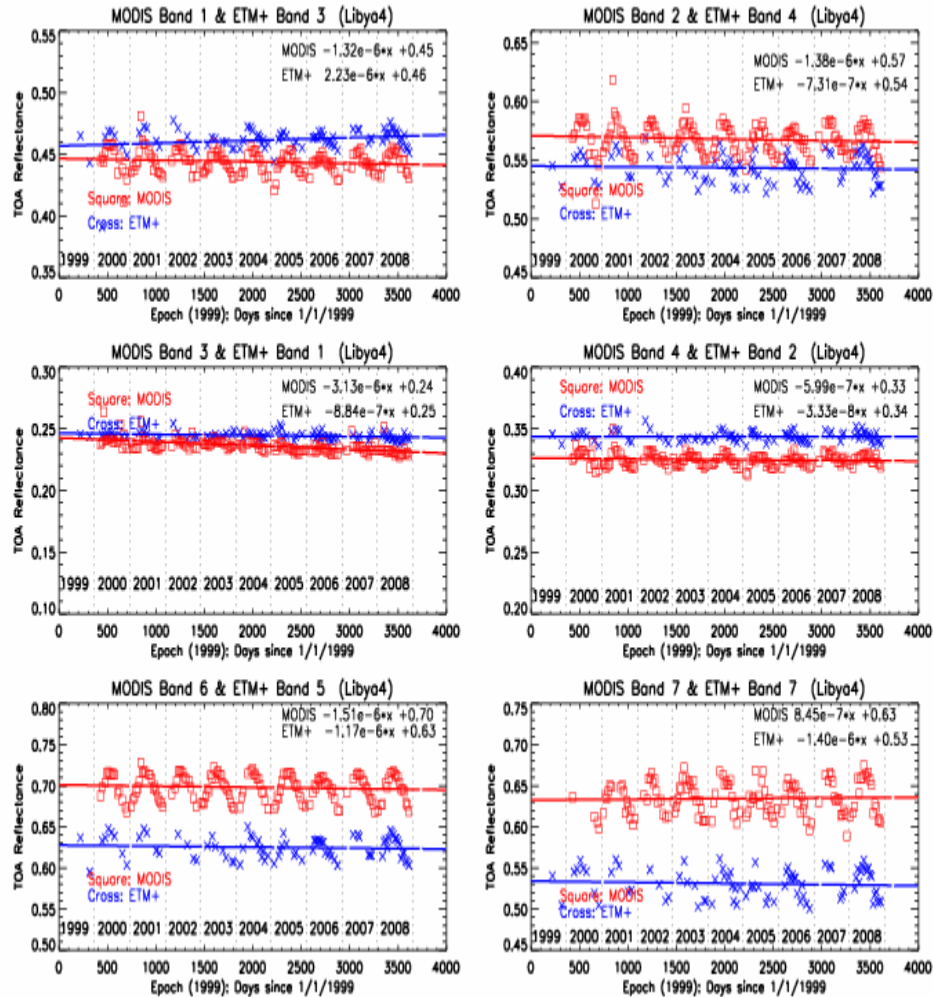 MODIS Band 1 & ETM+ Band 3 (Libya4)
MODIS -1.32e-6*x +0.45
ETM+ 2.23e-6*x +0.46
0.55
0.50
0.45
0.40
0.35
TOA Reflectance
Square: MODIS
Cross: ETM+
1999 2000 2001 2002 2003 2004 2005 2006 2007 2008
0 500 1000 1500 2000 2500 3000 3500 4000
Epoch (1999): Days since 1/1/1999
MODIS Band 2 & ETM+ Band 4 (Libya4)
MODIS -1.38e-6*x +0.57
ETM+ -7.31e-7*x +0.54
0.65
0.60
0.55
0.50
0.45
TOA Reflectance
Square: MODIS
Cross: ETM+
1999 2000 2001 2002 2003 2004 2005 2006 2007 2008
0 500 1000 1500 2000 2500 3000 3500 4000
Epoch (1999): Days since 1/1/1999
MODIS Band 3 & ETM+ Band 1 (Libya4)
MODIS -3.13e-6*x +0.24
ETM+ -8.84e-7*x +0.25
0.30
0.25
0.20
0.15
0.10
TOA Reflectance
Square: MODIS
Cross: ETM+
1999 2000 2001 2002 2003 2004 2005 2006 2007 2008
0 500 1000 1500 2000 2500 3000 3500 4000
Epoch (1999): Days since 1/1/1999
MODIS Band 4 & ETM+ Band 2 (Libya4)
MODIS -5.99e-7*x +0.33
ETM+ -3.33e-8*x +0.34
0.40
0.35
0.30
0.25
0.20
TOA Reflectance
Square: MODIS
Cross: ETM+
1999 2000 2001 2002 2003 2004 2005 2006 2007 2008
0 500 1000 1500 2000 2500 3000 3500 4000
Epoch (1999): Days since 1/1/1999
MODIS Band 6 & ETM+ Band 5 (Libya4)
MODIS -1.51e-6*x +0.70
ETM+ -1.17e-6*x +0.63
0.80
0.75
0.70
0.65
0.60
0.55
0.50
TOA Reflectance
Square: MODIS
Cross: ETM+
1999 2000 2001 2002 2003 2004 2005 2006 2007 2008
0 500 1000 1500 2000 2500 3000 3500 4000
Epoch (1999): Days since 1/1/1999
MODIS Band 7 & ETM+ Band 7 (Libya4)
MODIS 8.45e-7*x +0.63
ETM+ -1.40e-6*x +0.53
0.75
0.70
0.65
0.60
0.55
0.50
0.45
TOA Reflectance
Square: MODIS
Cross: ETM+
1999 2000 2001 2002 2003 2004 2005 2006 2007 2008
0 500 1000 1500 2000 2500 3000 3500 4000
Epoch (1999): Days since 1/1/1999